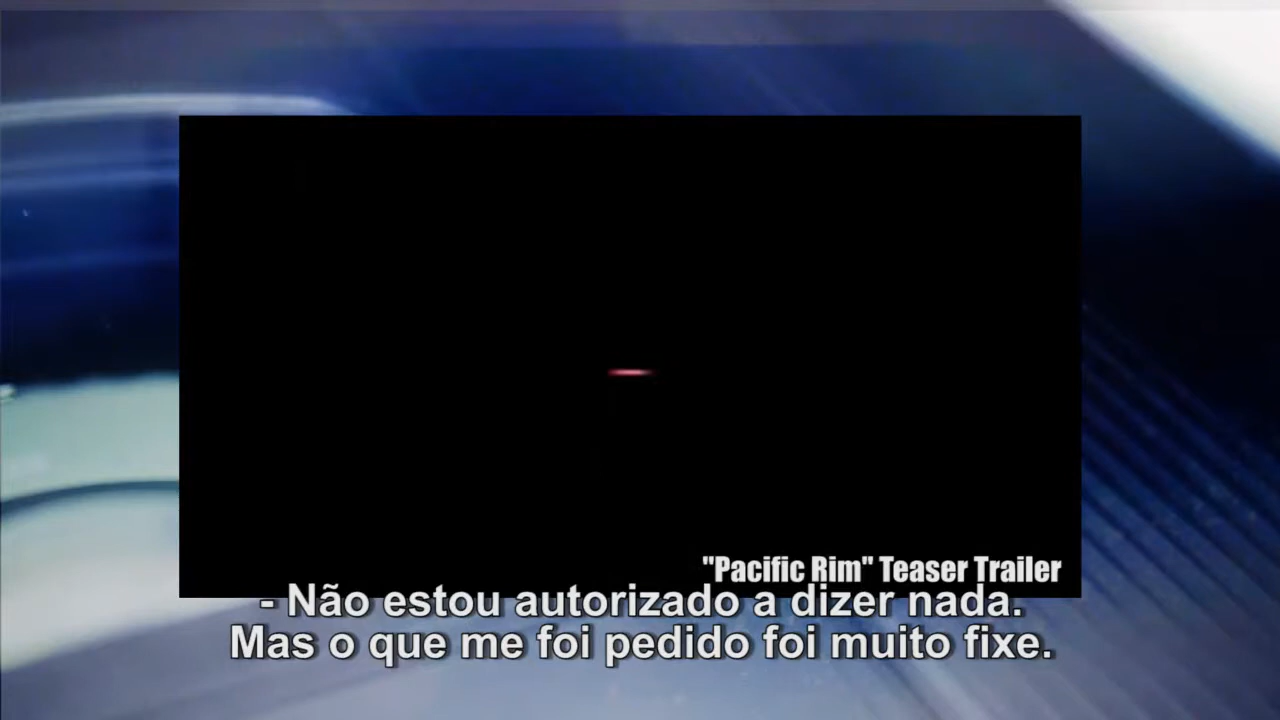 "Pacific Rim" Teaser Trailer
- Não estou autorizado a dizer nada.
Mas o que me foi pedido foi muito fixe.